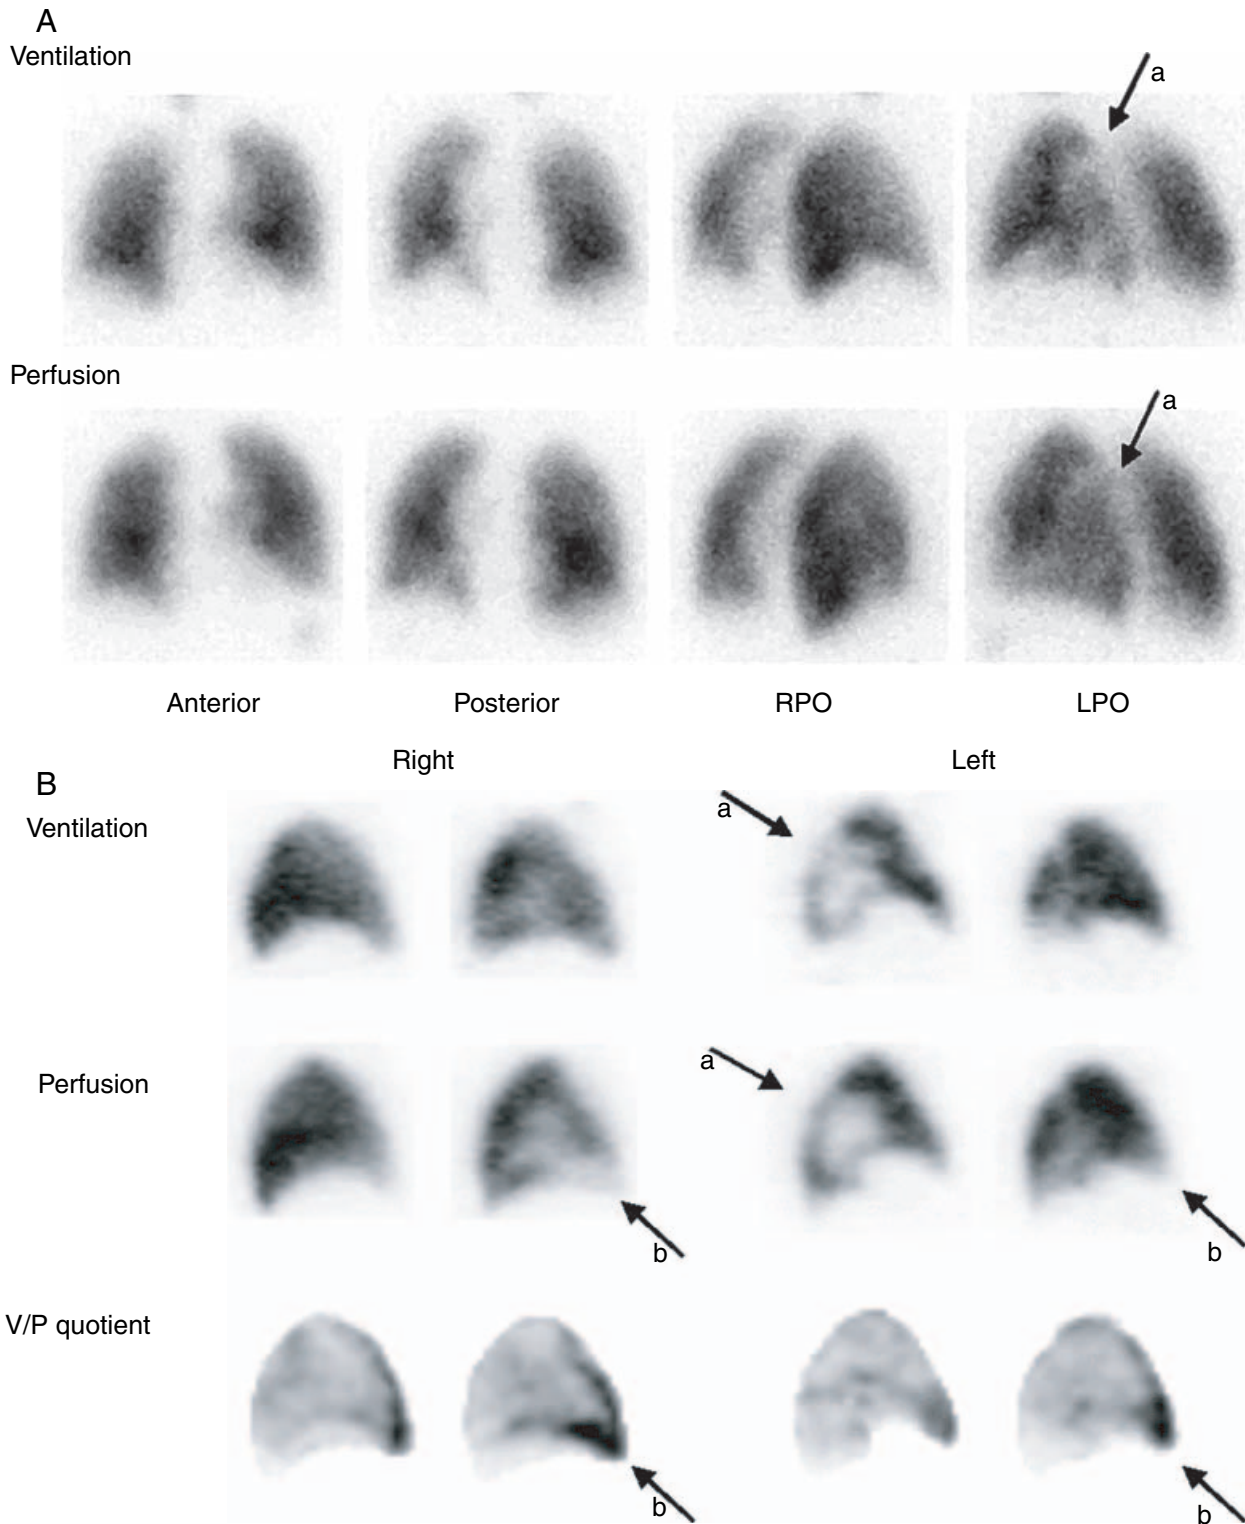 A
Ventilation
a
Perfusion
a
Anterior Posterior RPO LPO
Right Left
B
Ventilation
a
Perfusion
a
b
b
V/P quotient
b
b